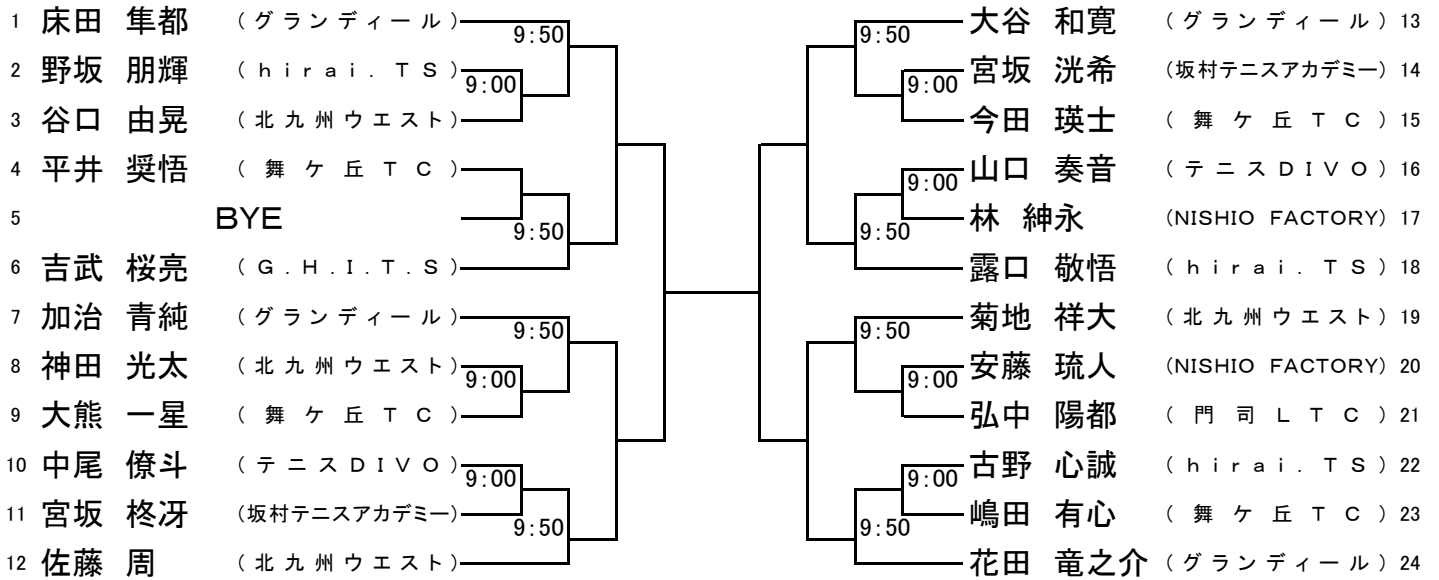 1 床田 隼都 (グランディール)
9:50
2 野坂 朋輝 (hirai.TS)
9:00
3 谷口 由晃 (北九州ウエスト)
4 平井 奨悟 (舞ケ丘TC)
5 BYE
9:50
6 吉武 桜亮 (G.H.I.T.S)
7 加治 青純 (グランディール)
9:50
8 神田 光太 (北九州ウエスト)
9:00
9 大熊 一星 (舞ケ丘TC)
10 中尾 僚斗 (テニスDIVO)
9:00
11 宮坂 柊冴 (坂村テニスアカデミー)
9:50
12 佐藤 周 (北九州ウエスト)
大谷 和寛 (グランディール) 13
9:50
宮坂 洸希 (坂村テニスアカデミー) 14
9:00
今田 瑛士 (舞ケ丘TC) 15
山口 奏音 (テニスDIVO) 16
9:00
林 紳永 (NISHIO FACTORY) 17
9:50
露口 敬悟 (hirai.TS) 18
菊地 祥大 (北九州ウエスト) 19
9:50
安藤 琉人 (NISHIO FACTORY) 20
9:00
弘中 陽都 (門司LTC) 21
古野 心誠 (hirai.TS) 22
9:00
嶋田 有心 (舞ケ丘TC) 23
9:50
花田 竜之介 (グランディール) 24